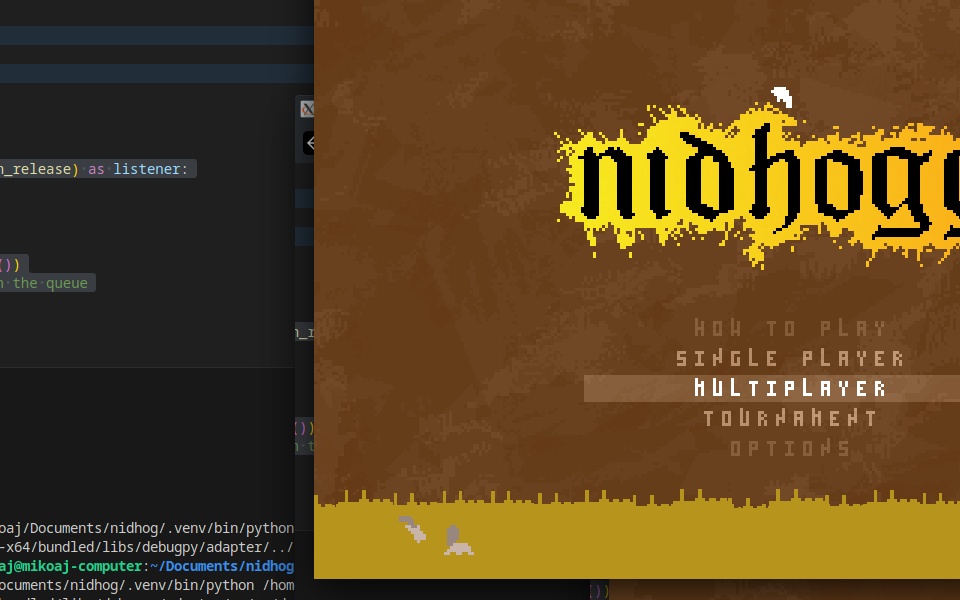 n_release) as listener:
())
n the queue
nidhogg
HOW TO PLAY
SINGLE PLAYER
MULTIPLAYER
TOURNAMENT
OPTIONS
oaj/Documents/nidhog/.venv/bin/python
-x64/bundled/libs/debugpy/adapter/../
aj@mikoaj-computer:~/Documents/nidhog
ocuments/nidhog/.venv/bin/python /hom